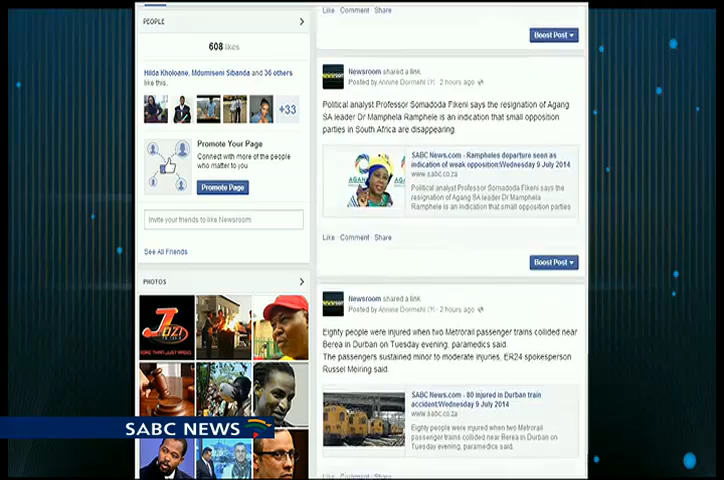 PEOPLE
608 likes
Hilda Kholoane, Mdumiseni Sibanda and 36 others
like this.
+33
Promote Your Page
Connect with more of the people
who matter to you
Promote Page
Invite your friends to like Newsroom
See All Friends
PHOTOS
JOZI
MORE THAN JUST RADIO
Like · Comment · Share
Boost Post
Newsroom shared a link
Posted by Annine Dormehl · 2 hours ago
Political analyst Professor Somadoda Fikeni says the resignation of Agang
SA leader Dr Mamphela Ramphele is an indication that small opposition
parties in South Africa are disappearing
SABC News.com - Rampheles departure seen as
indication of weak opposition:Wednesday 9 July 2014
www.sabc.co.za
Political analyst Professor Somadoda Fikeni says the
resignation of Agang SA leader Dr Mamphela
Ramphele is an indication that small opposition parties
Like · Comment · Share
Boost Post
Newsroom shared a link
Posted by Annine Dormehl · 2 hours ago
Eighty people were injured when two Metrorail passenger trains collided near
Berea in Durban on Tuesday evening, paramedics said.
The passengers sustained minor to moderate injuries, ER24 spokesperson
Russel Meiring said.
SABC News.com - 80 injured in Durban train
accident:Wednesday 9 July 2014
www.sabc.co.za
Eighty people were injured when two Metrorail
passenger trains collided near Berea in Durban on
Tuesday evening, paramedics said.
Like · Comment · Share
SABC NEWS